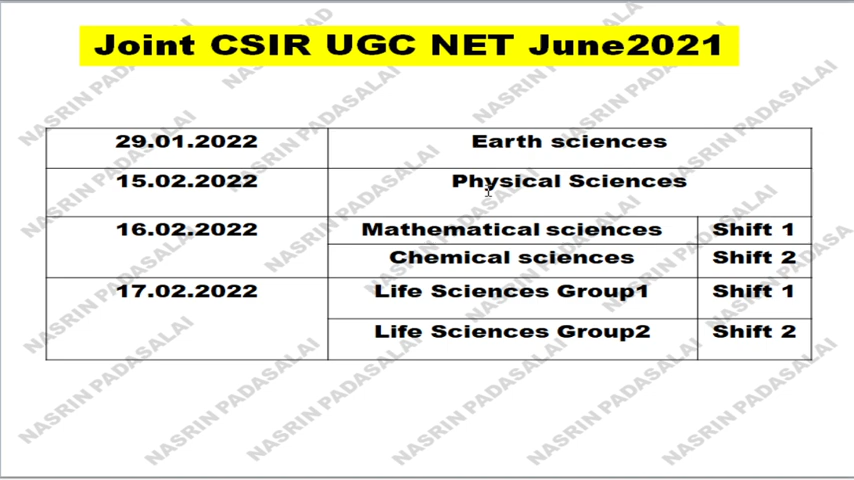 Joint CSIR UGC NET June2021
29.01.2022 Earth sciences
15.02.2022 Physical Sciences
16.02.2022 Mathematical sciences Shift 1
Chemical sciences Shift 2
17.02.2022 Life Sciences Group1 Shift 1
Life Sciences Group2 Shift 2
NASRIN PADASALAI